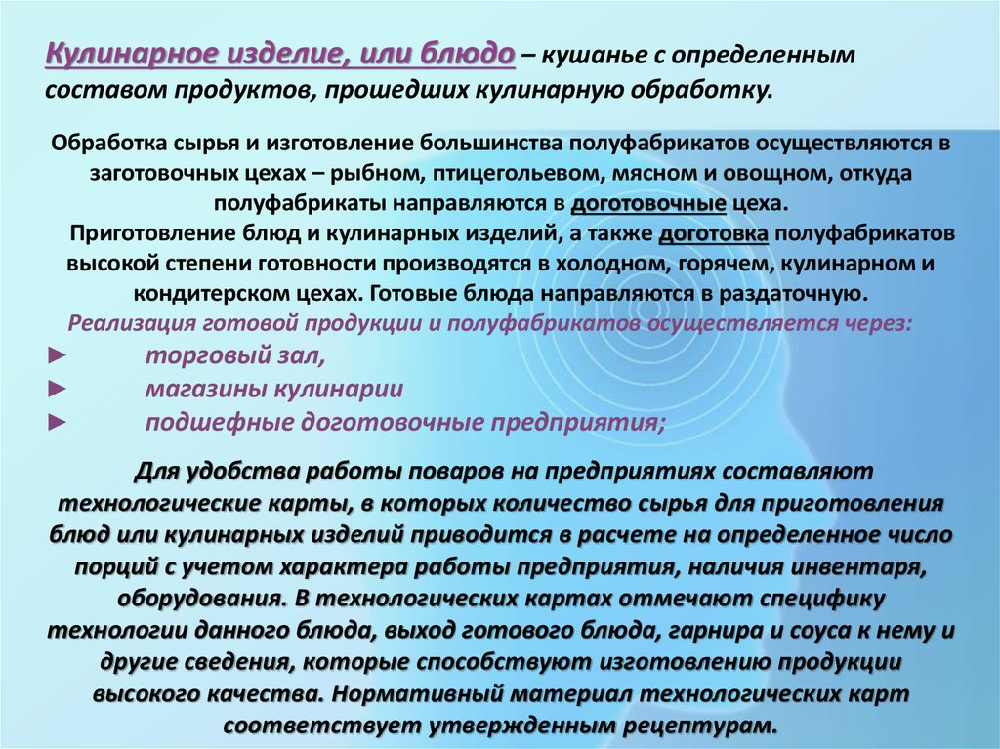 Кулинарное изделие, или блюдо – кушанье с определенным
составом продуктов, прошедших кулинарную обработку.
Обработка сырья и изготовление большинства полуфабрикатов осуществляются в
заготовочных цехах – рыбном, птицегольевом, мясном и овощном, откуда
полуфабрикаты направляются в доготовочные цеха.
Приготовление блюд и кулинарных изделий, а также доготовка полуфабрикатов
высокой степени готовности производятся в холодном, горячем, кулинарном и
кондитерском цехах. Готовые блюда направляются в раздаточную.
Реализация готовой продукции и полуфабрикатов осуществляется через:
► торговый зал,
► магазины кулинарии
► подшефные доготовочные предприятия;
Для удобства работы поваров на предприятиях составляют
технологические карты, в которых количество сырья для приготовления
блюд или кулинарных изделий приводится в расчете на определенное число
порций с учетом характера работы предприятия, наличия инвентаря,
оборудования. В технологических картах отмечают специфику
технологии данного блюда, выход готового блюда, гарнира и соуса к нему и
другие сведения, которые способствуют изготовлению продукции
высокого качества. Нормативный материал технологических карт
соответствует утвержденным рецептурам.